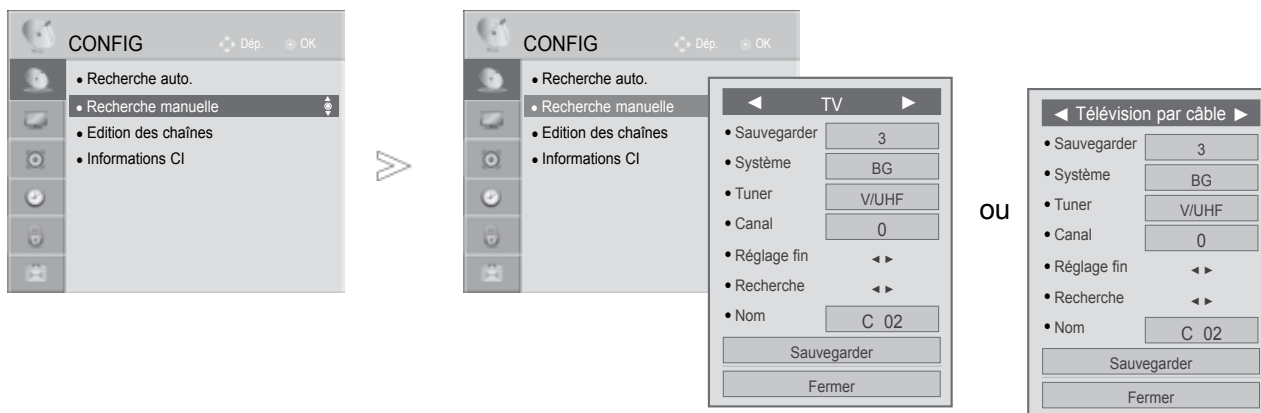 CONFIG
Dép. OK
• Recherche auto.
• Recherche manuelle
• Edition des chaînes
• Informations CI
CONFIG
Dép. OK
• Recherche auto.
• Recherche manuelle
• Edition des chaînes
• Informations CI
◄ TV ►
• Sauvegarder 3
• Système BG
• Tuner V/UHF
• Canal 0
• Réglage fin ◄ ►
• Recherche ◄ ►
• Nom C 02
Sauvegarder
Fermer
ou
◄ Télévision par câble ►
• Sauvegarder 3
• Système BG
• Tuner V/UHF
• Canal 0
• Réglage fin ◄ ►
• Recherche ◄ ►
• Nom C 02
Sauvegarder
Fermer